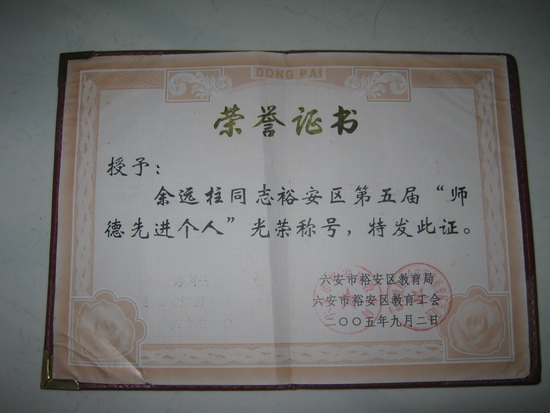 DONG PAI
荣誉证书
授予：
余远柱同志裕安区第五届“师
德先进个人”光荣称号，特发此证。
六安市裕安区教育局
六安市裕安区教育工会
二〇〇五年九月二日